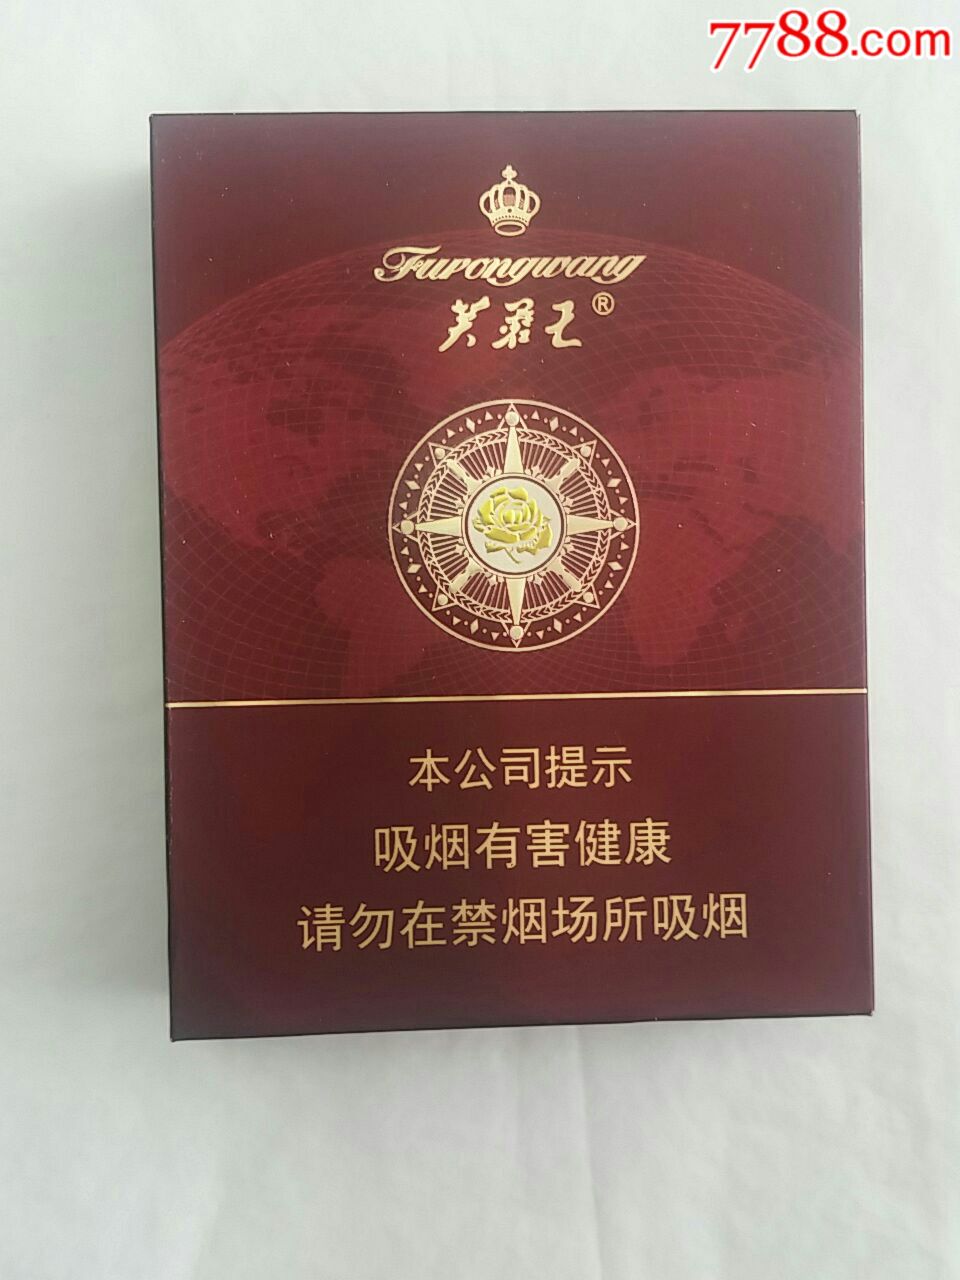 7788.com
Furongwang
芙蓉王®
本公司提示
吸烟有害健康
请勿在禁烟场所吸烟